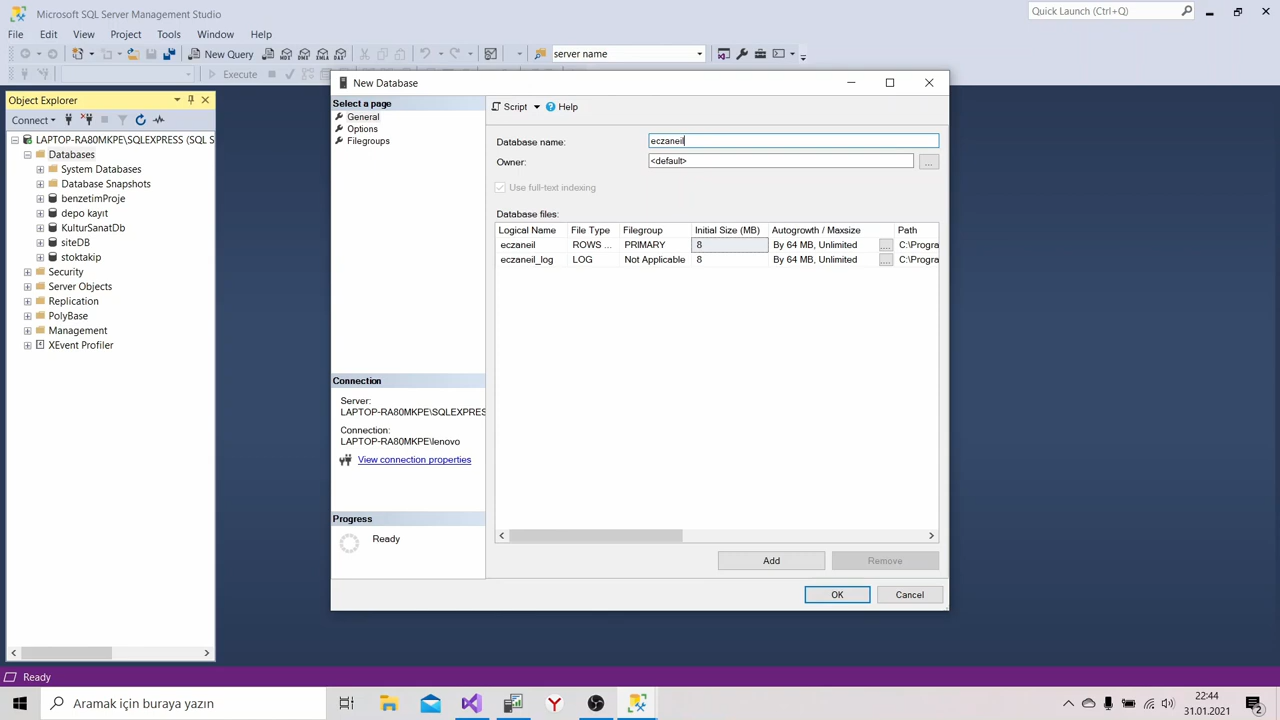 Microsoft SQL Server Management Studio
Quick Launch (Ctrl+Q)
File Edit View Project Tools Window Help
New Query MDX DMX XMLA DAX server name
Execute
Object Explorer
Connect
LAPTOP-RA80MKPE\SQLEXPRESS (SQL S
Databases
System Databases
Database Snapshots
benzetimProje
depo kayıt
KulturSanatDb
siteDB
stoktakip
Security
Server Objects
Replication
PolyBase
Management
XEvent Profiler
New Database
Select a page
General
Options
Filegroups
Connection
Server:
LAPTOP-RA80MKPE\SQLEXPRES
Connection:
LAPTOP-RA80MKPE\lenovo
View connection properties
Progress
Ready
Script Help
Database name: eczaneil
Owner: <default> ...
Use full-text indexing
Database files:
Logical Name File Type Filegroup Initial Size (MB) Autogrowth / Maxsize Path
eczaneil ROWS ... PRIMARY 8 By 64 MB, Unlimited ... C:\Progra
eczaneil_log LOG Not Applicable 8 By 64 MB, Unlimited ... C:\Progra
Add Remove
OK Cancel
Ready
Aramak için buraya yazın
22:44
31.01.2021
2